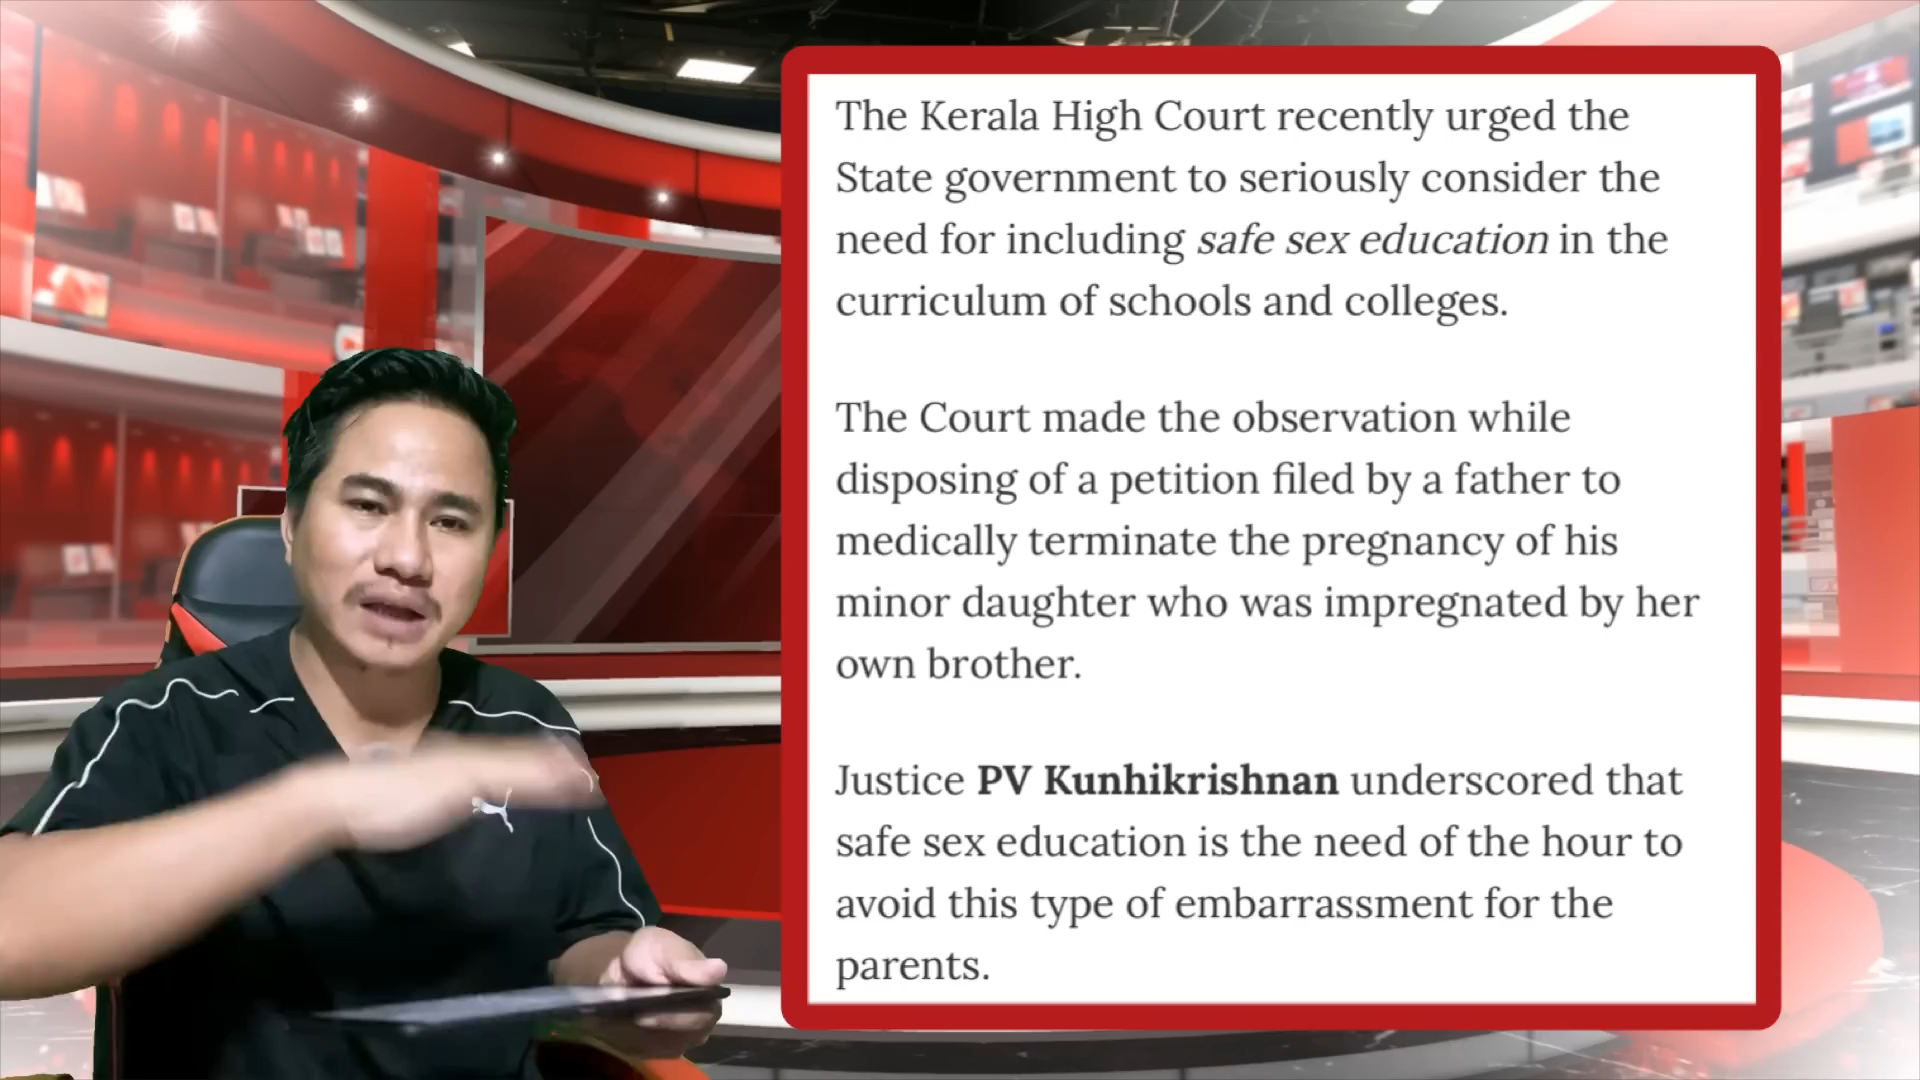 The Kerala High Court recently urged the
State government to seriously consider the
need for including safe sex education in the
curriculum of schools and colleges.
The Court made the observation while
disposing of a petition filed by a father to
medically terminate the pregnancy of his
minor daughter who was impregnated by her
own brother.
Justice PV Kunhikrishnan underscored that
safe sex education is the need of the hour to
avoid this type of embarrassment for the
parents.